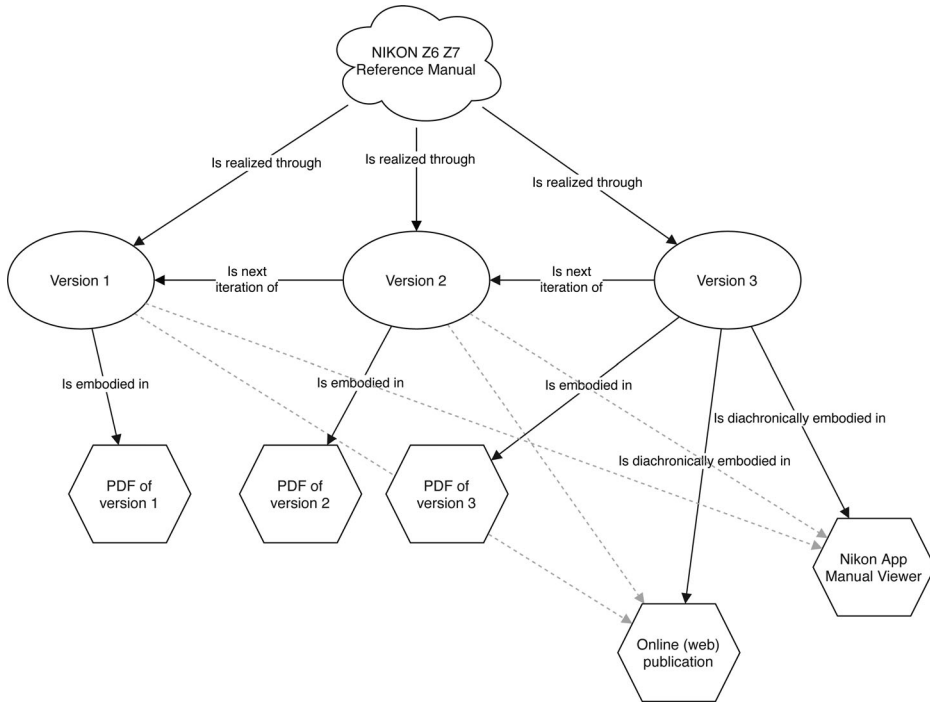 NIKON Z6 Z7
Reference Manual
Is realized through
Is realized through
Is realized through
Version 1
Is next
iteration of
Version 2
Is next
iteration of
Version 3
Is embodied in
Is embodied in
Is embodied in
Is diachronically embodied in
Is diachronically embodied in
PDF of
version 1
PDF of
version 2
PDF of
version 3
Nikon App
Manual Viewer
Online (web)
publication